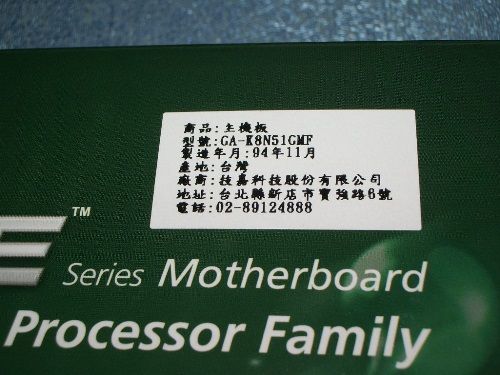 商品:主機板
型號:GA-K8N51GMF
製造年月:94年11月
產地:台灣
廠商:技嘉科技股份有限公司
地址:台北縣新店市寶強路6號
電話:02-89124888
E™
Series Motherboard
Processor Family